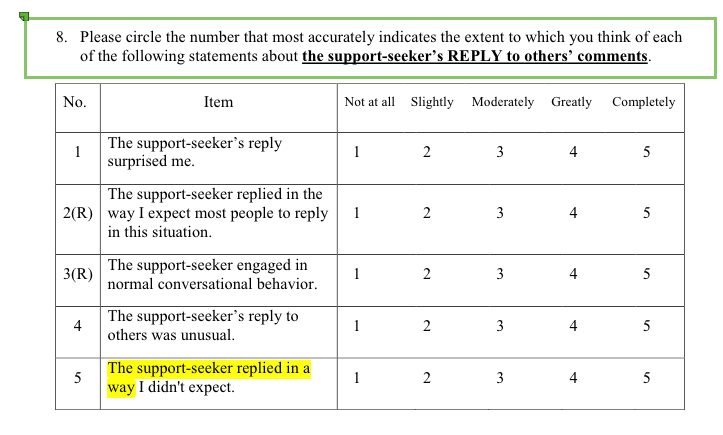 8. Please circle the number that most accurately indicates the extent to which you think of each
of the following statements about the support-seeker's REPLY to others' comments.
No. Item Not at all Slightly Moderately Greatly Completely
The support-seeker's reply
1 1 2 3 4 5
surprised me.
The support-seeker replied in the
2(R) way I expect most people to reply 1 2 3 4 5
in this situation.
The support-seeker engaged in
3(R) 1 2 3 4 5
normal conversational behavior.
The support-seeker's reply to
4 1 2 3 4 5
others was unusual.
The support-seeker replied in a
5 1 2 3 4 5
way I didn't expect.